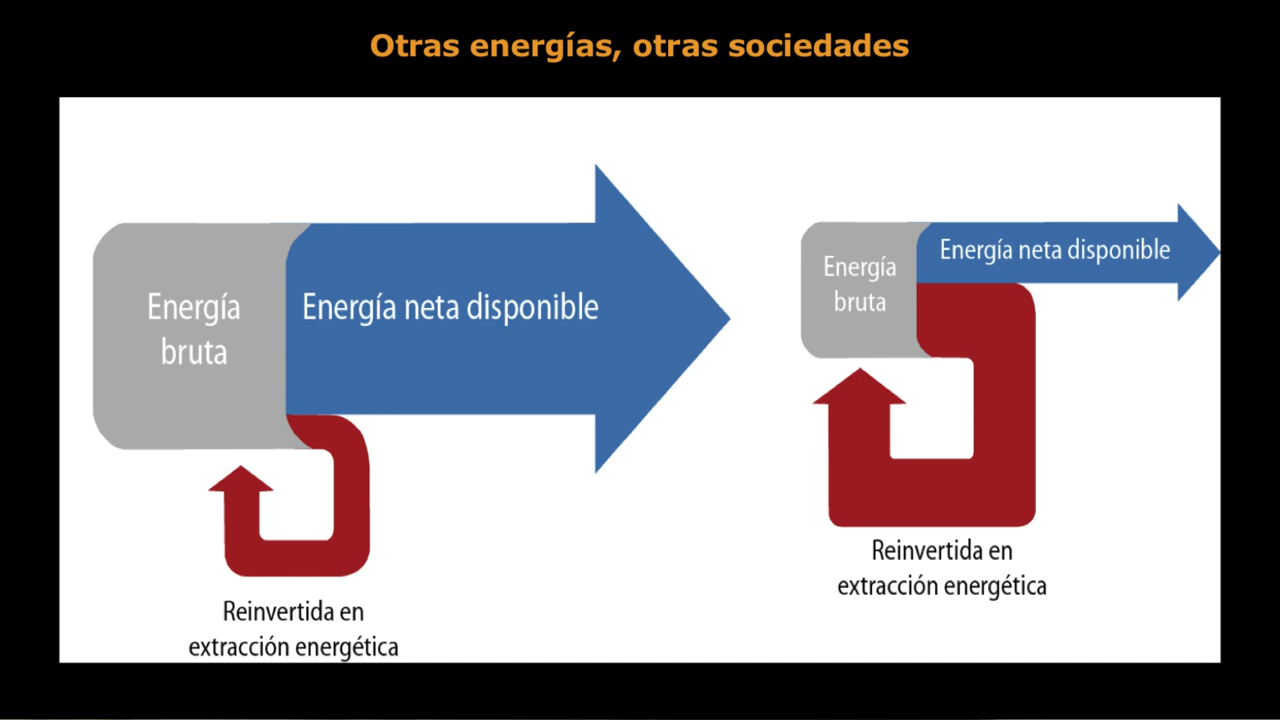 Otras energías, otras sociedades
Energía
bruta
Energía neta disponible
Reinvertida en
extracción energética
Energía
bruta
Energía neta disponible
Reinvertida en
extracción energética